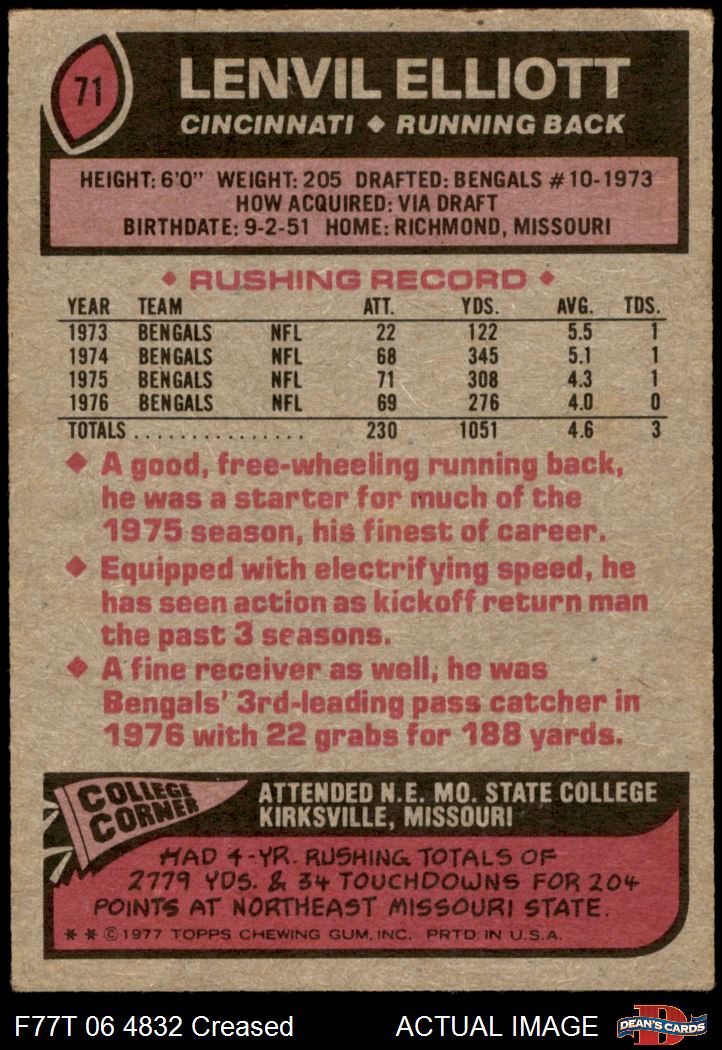 71
LENVIL ELLIOTT
CINCINNATI ◆ RUNNING BACK
HEIGHT: 6'0" WEIGHT: 205 DRAFTED: BENGALS #10-1973
HOW ACQUIRED: VIA DRAFT
BIRTHDATE: 9-2-51 HOME: RICHMOND, MISSOURI
◆ RUSHING RECORD ◆
YEAR TEAM ATT. YDS. AVG. TDS.
1973 BENGALS NFL 22 122 5.5 1
1974 BENGALS NFL 68 345 5.1 1
1975 BENGALS NFL 71 308 4.3 1
1976 BENGALS NFL 69 276 4.0 0
TOTALS ................ 230 1051 4.6 3
◆ A good, free-wheeling running back,
he was a starter for much of the
1975 season, his finest of career.
◆ Equipped with electrifying speed, he
has seen action as kickoff return man
the past 3 seasons.
◆ A fine receiver as well, he was
Bengals' 3rd-leading pass catcher in
1976 with 22 grabs for 188 yards.
COLLEGE
CORNER
ATTENDED N.E. MO. STATE COLLEGE
KIRKSVILLE, MISSOURI
HAD 4-YR. RUSHING TOTALS OF
2779 YDS. & 34 TOUCHDOWNS FOR 204
POINTS AT NORTHEAST MISSOURI STATE.
* * © 1977 TOPPS CHEWING GUM, INC. PRTD. IN U.S.A.
F77T 06 4832 Creased ACTUAL IMAGE
DEAN'S CARDS